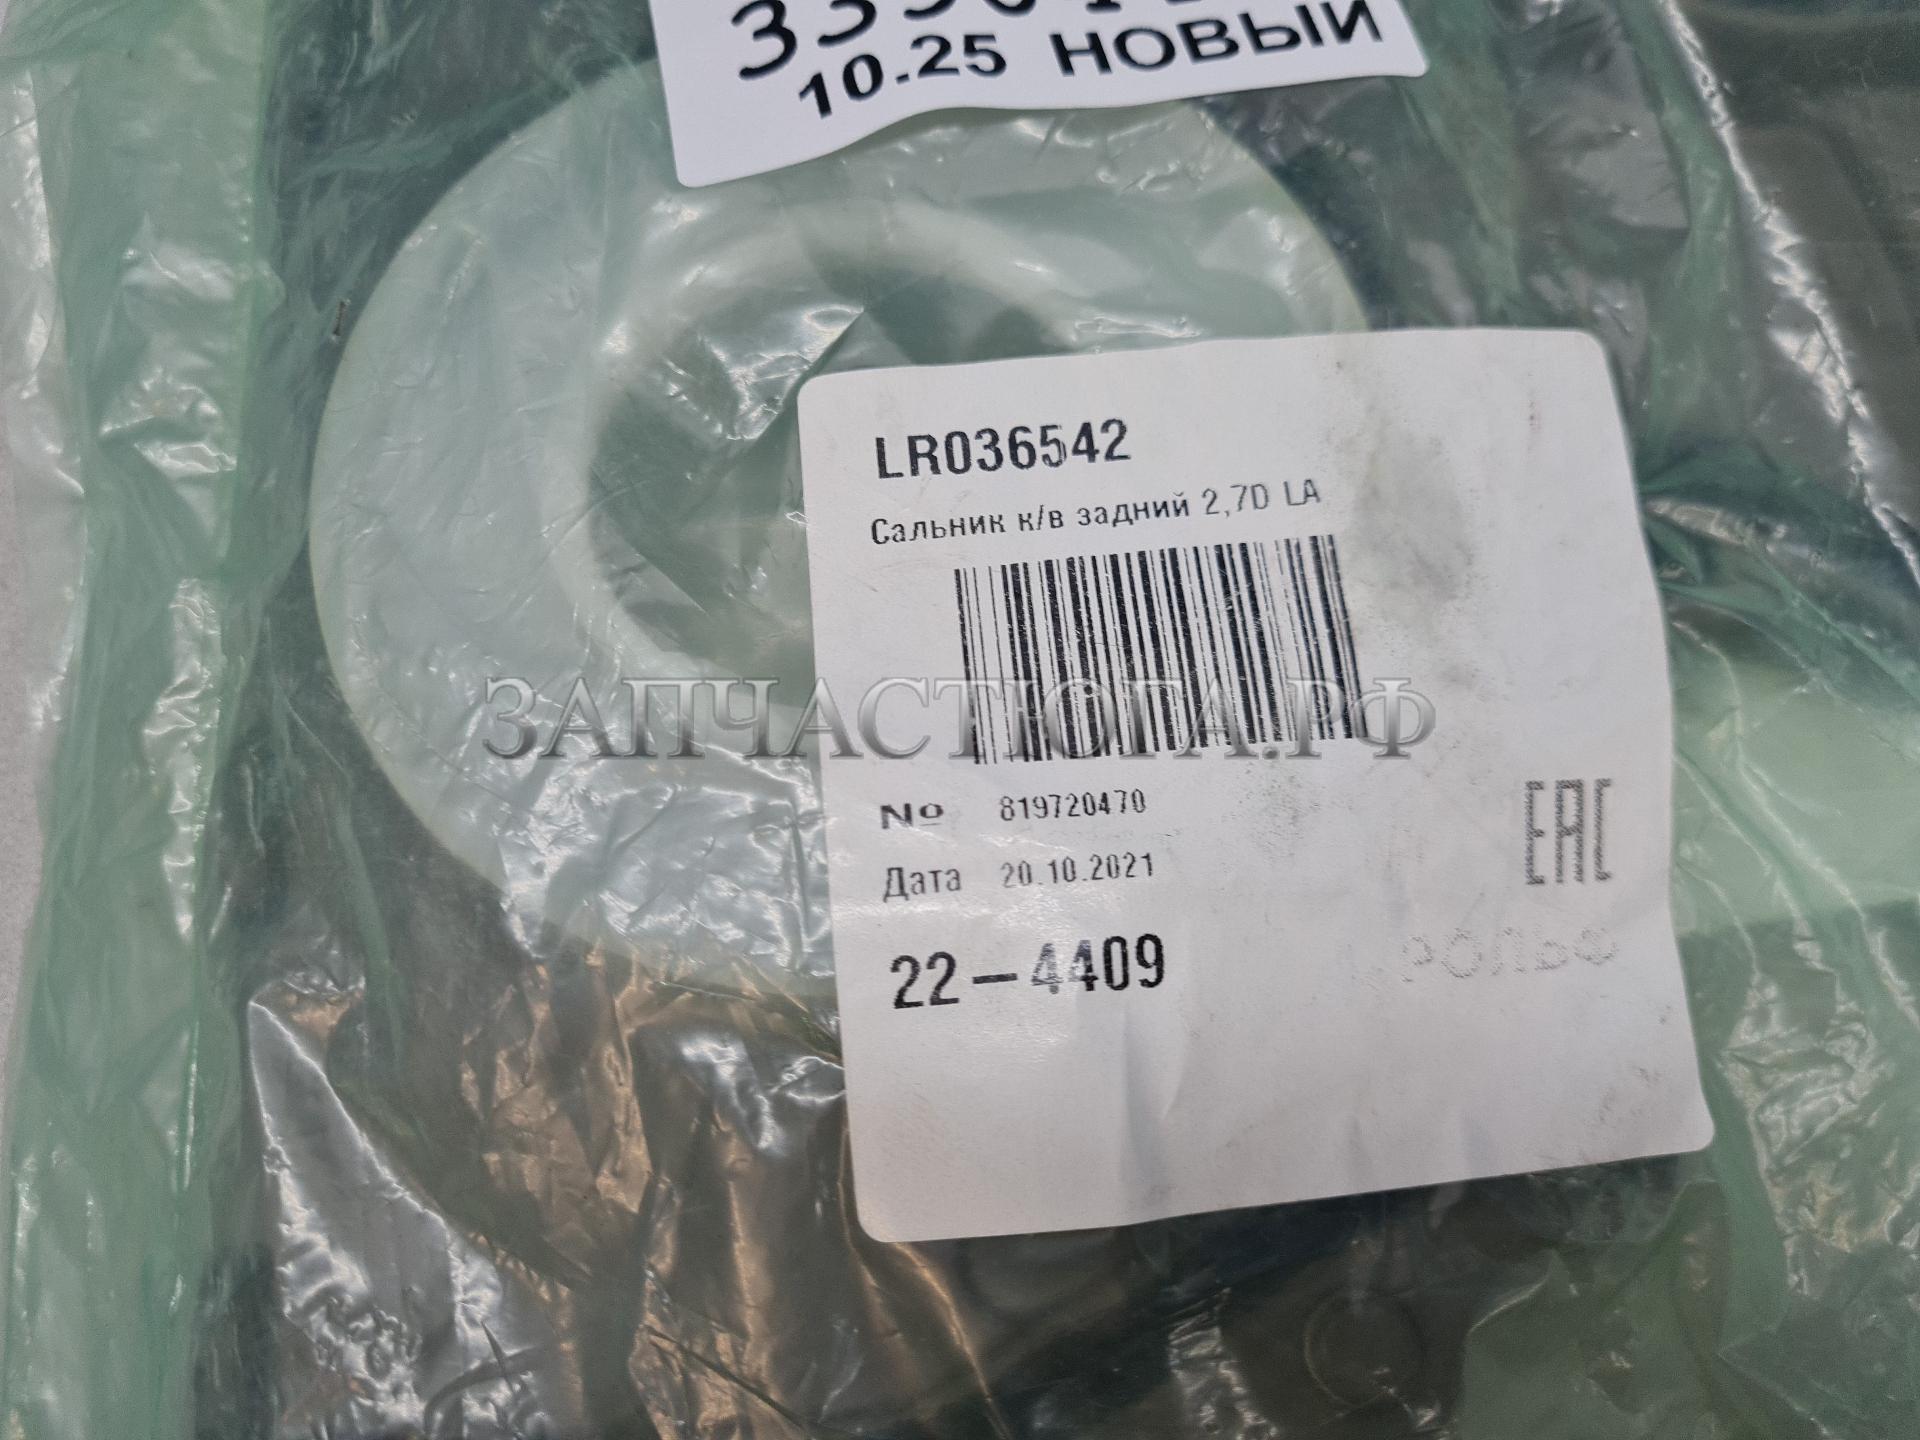 10.25 НОВЫЙ
LR036542
Сальник к/в задний 2,7D LA
ЗАПЧАСТЮГА.РФ
№ 819720470
Дата 20.10.2021
EAC
22-4409
РОЛЬФ